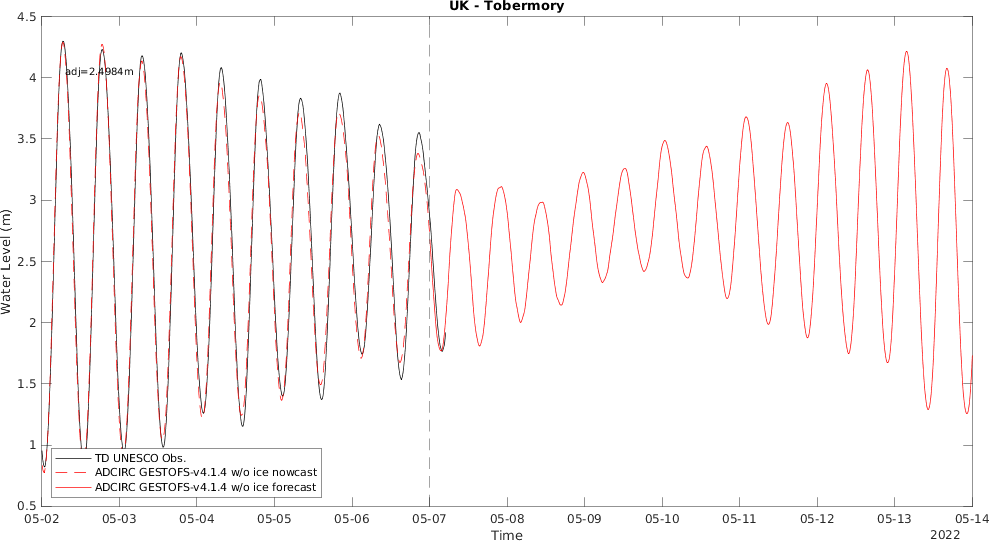 UK - Tobermory
adj=2.4984m
Water Level (m)
4.5
4
3.5
3
2.5
2
1.5
1
0.5
TD UNESCO Obs.
ADCIRC GESTOFS-v4.1.4 w/o ice nowcast
ADCIRC GESTOFS-v4.1.4 w/o ice forecast
05-02 05-03 05-04 05-05 05-06 05-07 05-08 05-09 05-10 05-11 05-12 05-13 05-14
Time
2022